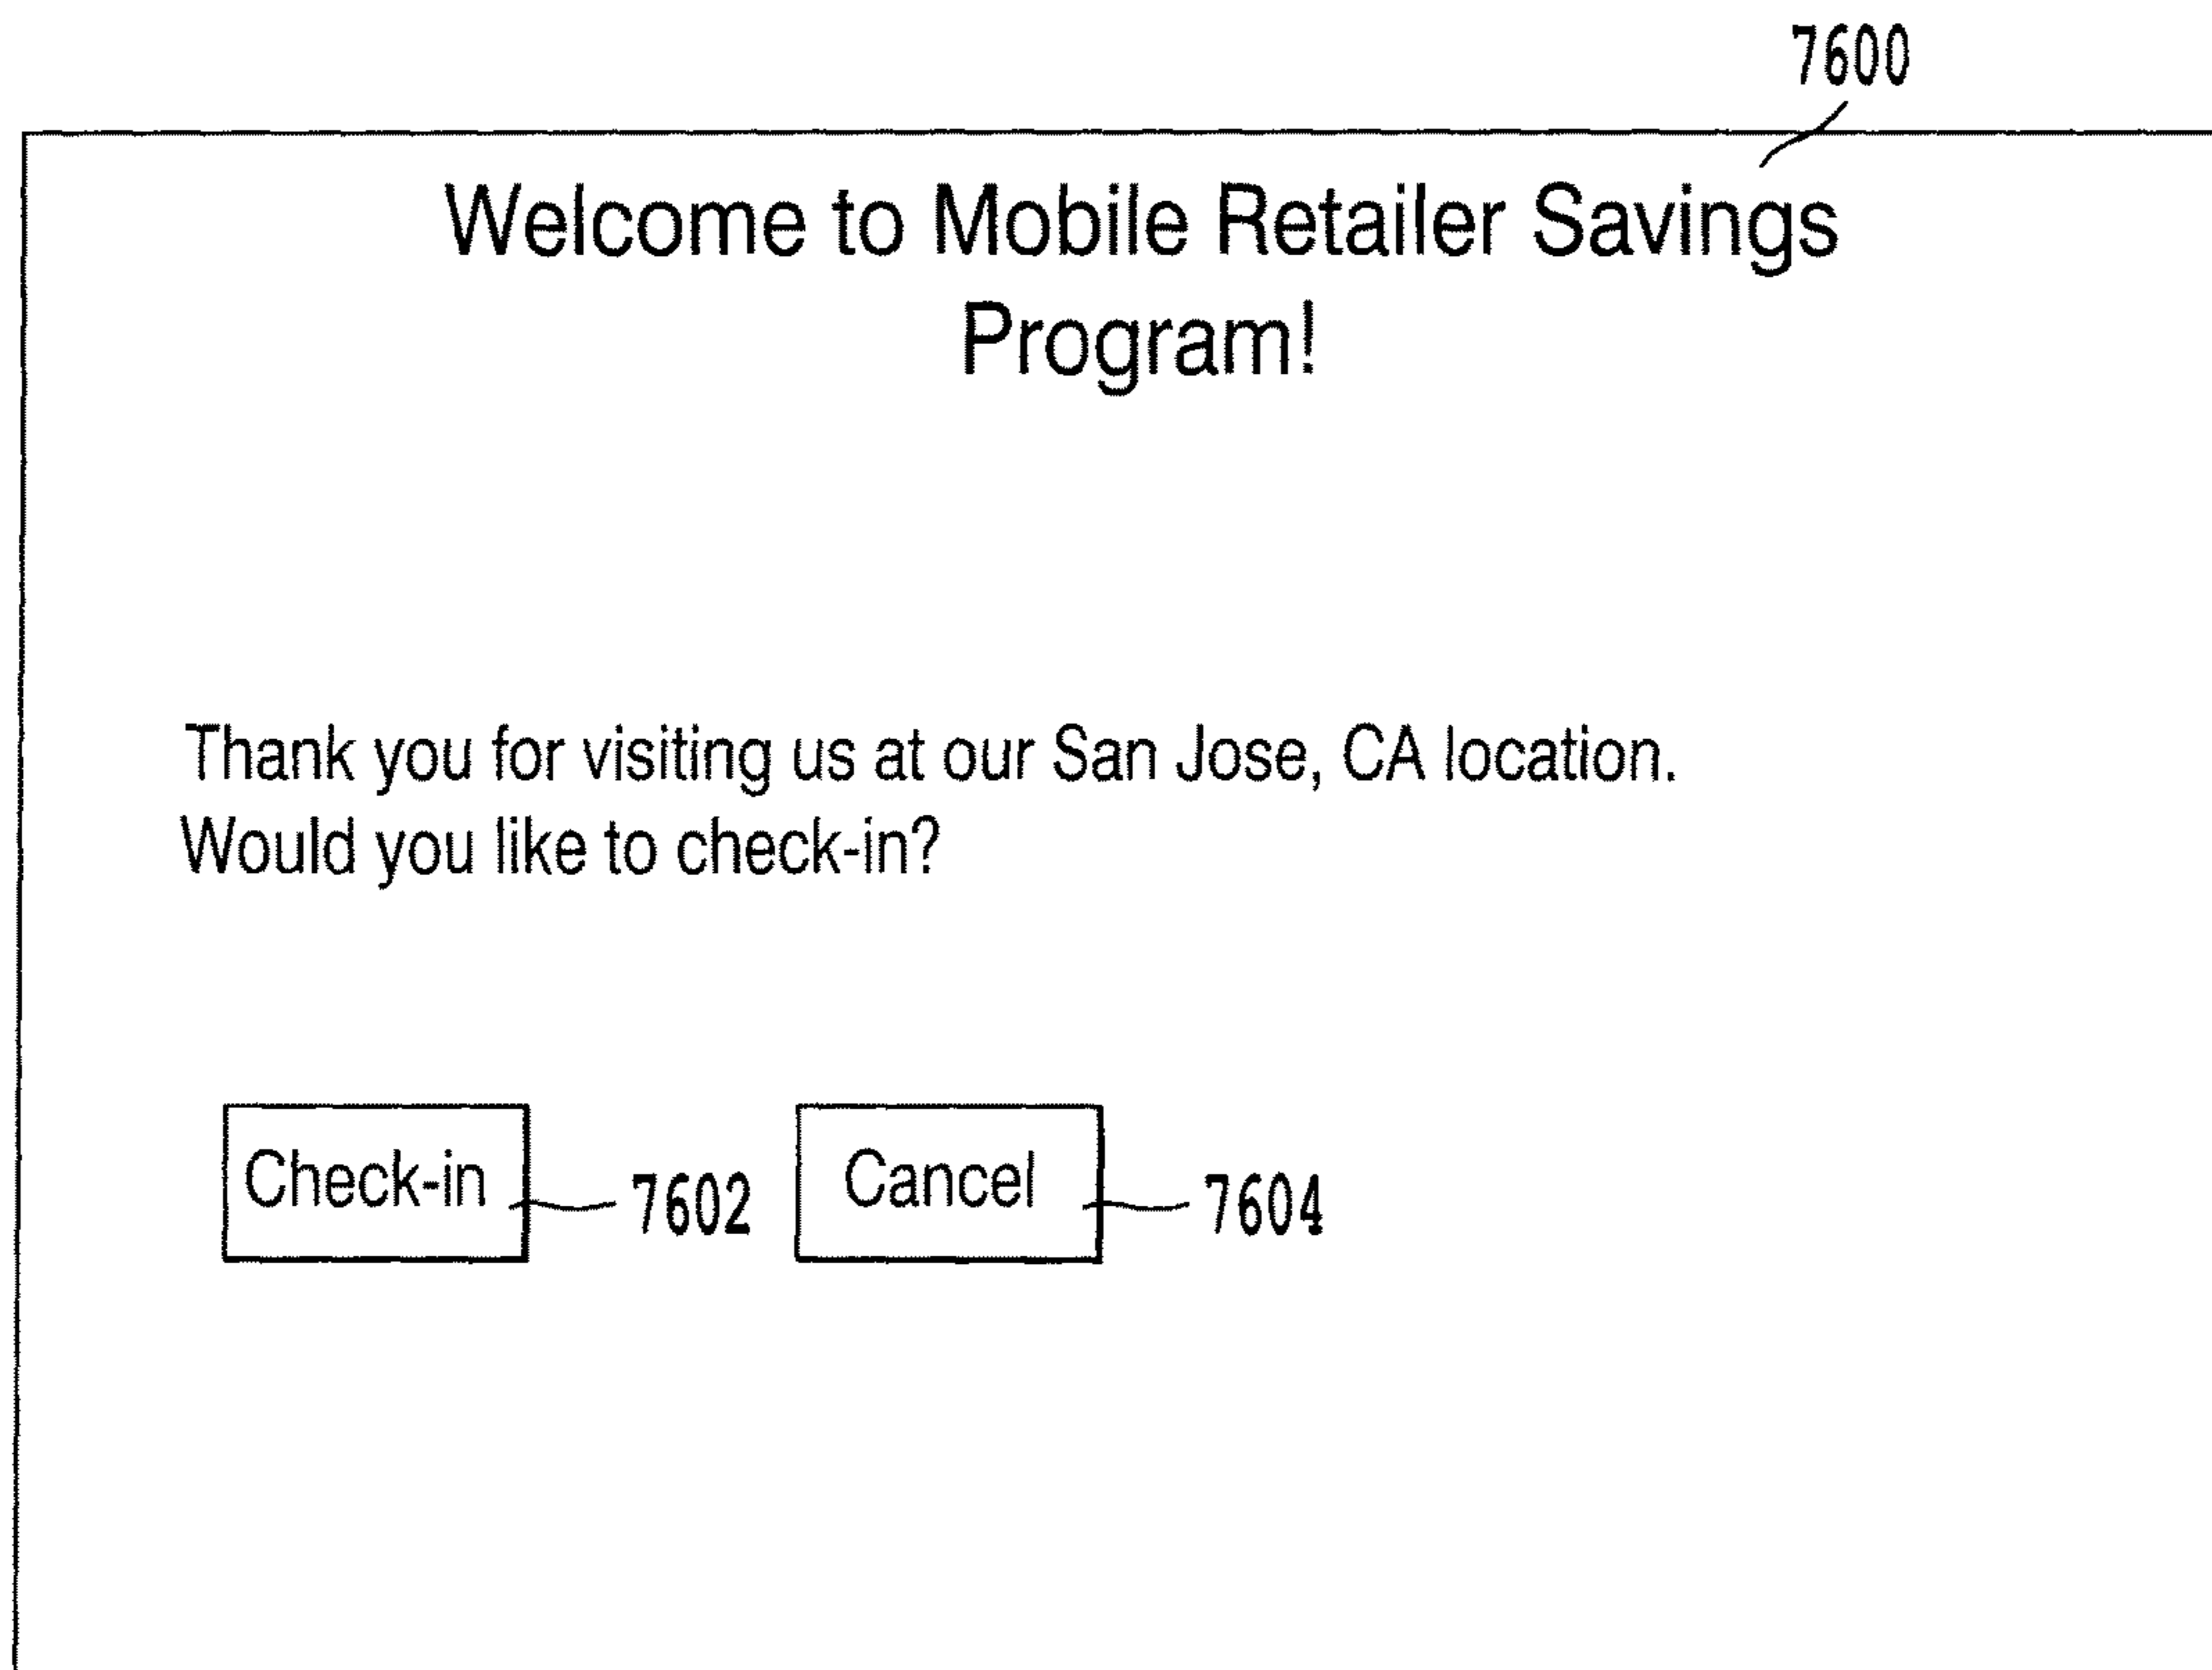 7600
Welcome to Mobile Retailer Savings
Program!
Thank you for visiting us at our San Jose, CA location.
Would you like to check-in?
Check-in 7602 Cancel 7604